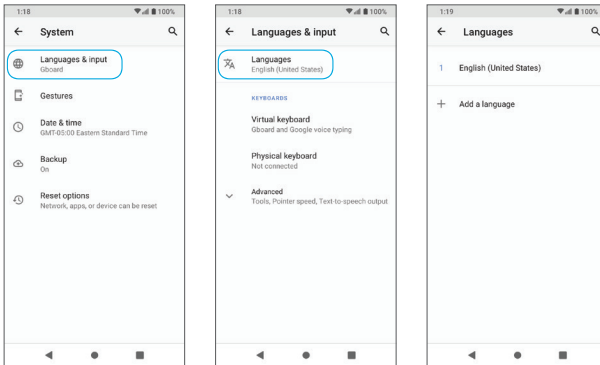 1:18
100%
System
Languages & input
Gboard
Gestures
Date & time
GMT-05:00 Eastern Standard Time
Backup
On
Reset options
Network, apps, or device can be reset
1:18
100%
Languages & input
Languages
English (United States)
KEYBOARDS
Virtual keyboard
Gboard and Google voice typing
Physical keyboard
Not connected
Advanced
Tools, Pointer speed, Text-to-speech output
1:19
100%
Languages
1 English (United States)
+ Add a language